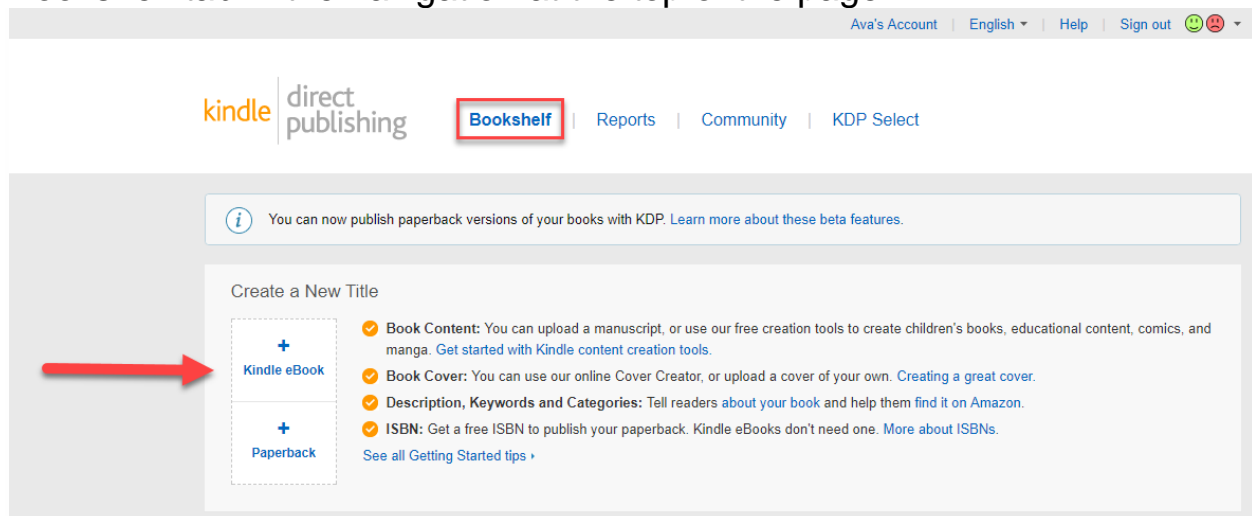 Ava's Account | English | Help | Sign out
kindle direct publishing
Bookshelf | Reports | Community | KDP Select
i You can now publish paperback versions of your books with KDP. Learn more about these beta features.
Create a New Title
+
Kindle eBook
+
Paperback
Book Content: You can upload a manuscript, or use our free creation tools to create children's books, educational content, comics, and
manga. Get started with Kindle content creation tools.
Book Cover: You can use our online Cover Creator, or upload a cover of your own. Creating a great cover.
Description, Keywords and Categories: Tell readers about your book and help them find it on Amazon.
ISBN: Get a free ISBN to publish your paperback. Kindle eBooks don't need one. More about ISBNs.
See all Getting Started tips ›